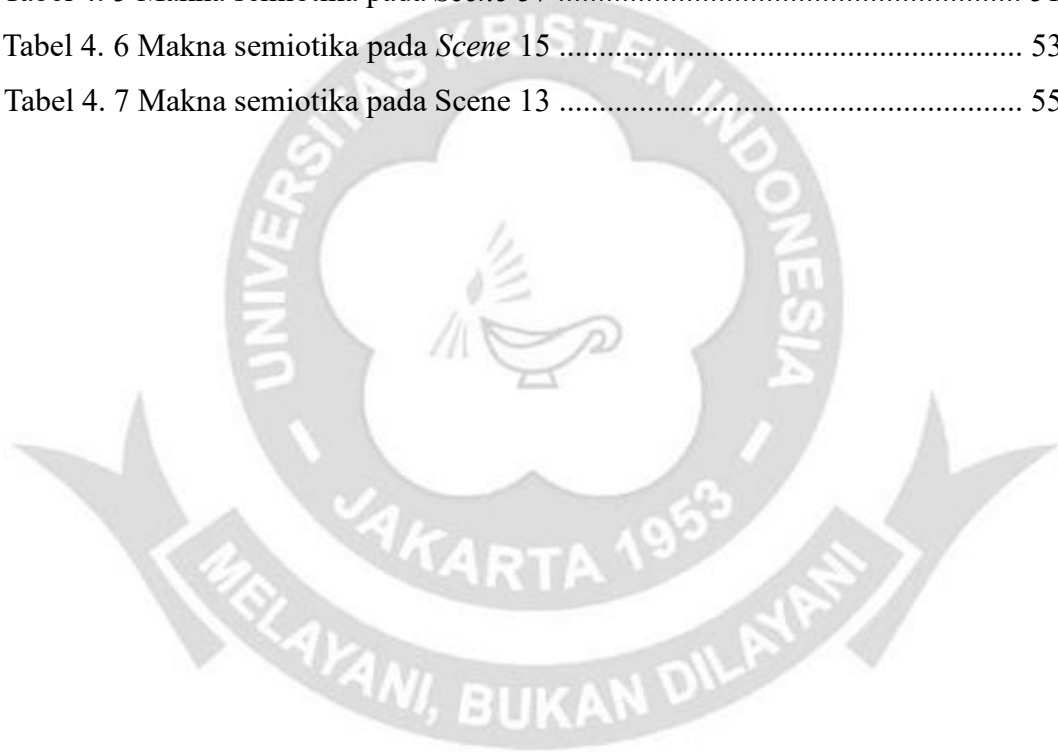 Tabel 4. 6 Makna semiotika pada Scene 15 ........................................................... 53
Tabel 4. 7 Makna semiotika pada Scene 13 ........................................................... 55
UNIVERSITAS KRISTEN INDONESIA
JAKARTA 1953
MELAYANI, BUKAN DILAYANI